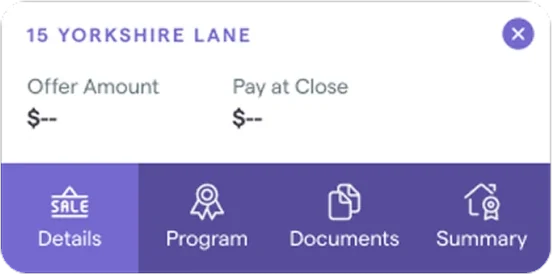 15 YORKSHIRE LANE
Offer Amount Pay at Close
$-- $--
SALE
Details Program Documents Summary